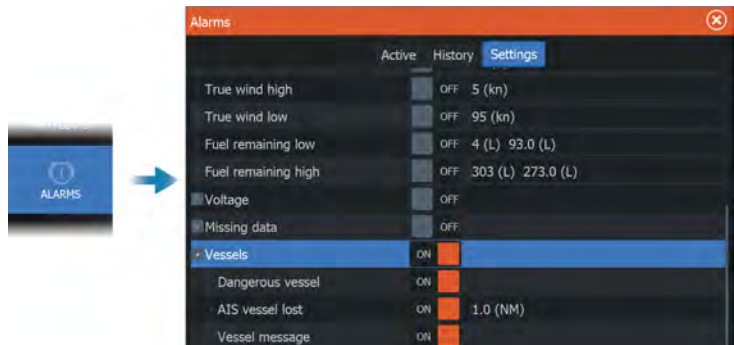 Alarms
Active History Settings
True wind high OFF 5 (kn)
True wind low OFF 95 (kn)
Fuel remaining low OFF 4 (L) 93.0 (L)
Fuel remaining high OFF 303 (L) 273.0 (L)
Voltage OFF
Missing data OFF
Vessels ON
Dangerous vessel ON
AIS vessel lost ON 1.0 (NM)
Vessel message ON
ALARMS